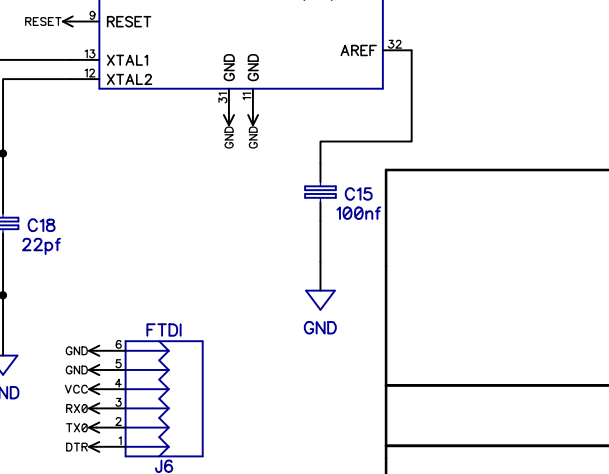 RESET 9 RESET
AREF 32
13 XTAL1
12 XTAL2
GND GND
31 11
GND GND
C15
100nf
C18
22pf
GND
FTDI
GND 6
GND 5
VCC 4
RX0 3
TX0 2
DTR 1
J6